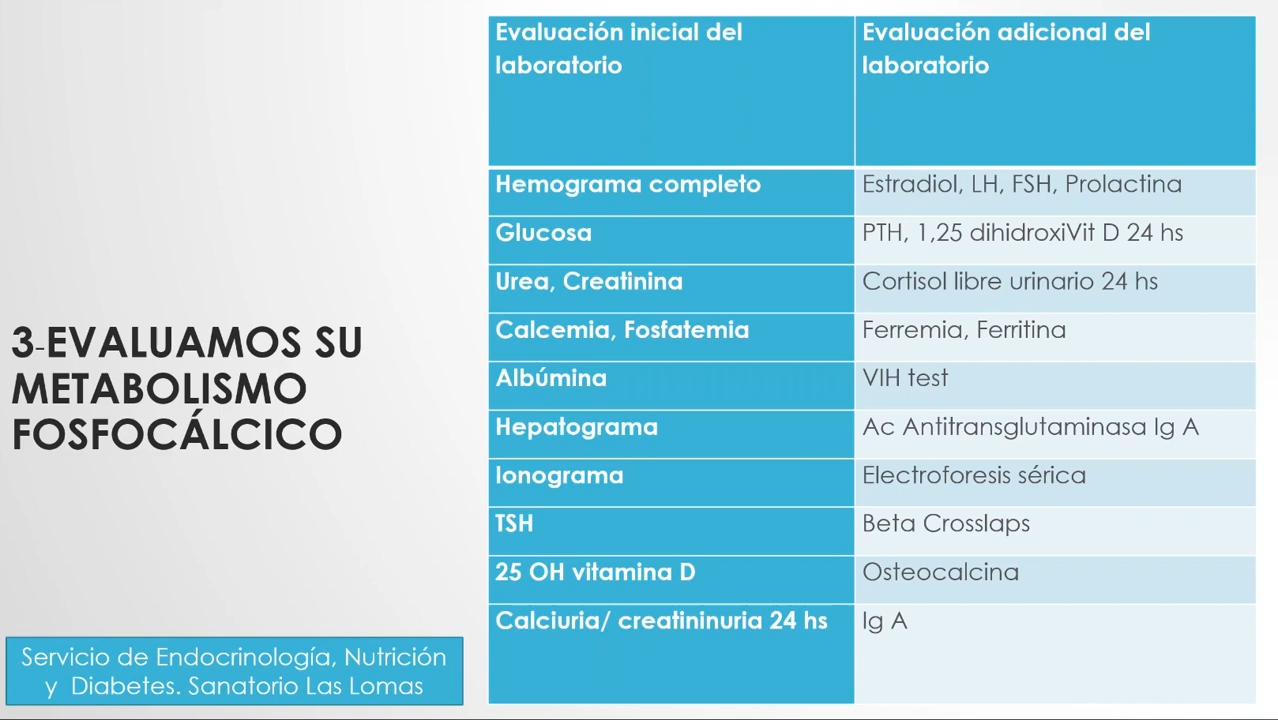 3-EVALUAMOS SU
METABOLISMO
FOSFOCÁLCICO
Servicio de Endocrinología, Nutrición
y Diabetes. Sanatorio Las Lomas
Evaluación inicial del
laboratorio
Evaluación adicional del
laboratorio
Hemograma completo
Estradiol, LH, FSH, Prolactina
Glucosa
PTH, 1,25 dihidroxiVit D 24 hs
Urea, Creatinina
Cortisol libre urinario 24 hs
Calcemia, Fosfatemia
Ferremia, Ferritina
Albúmina
VIH test
Hepatograma
Ac Antitransglutaminasa Ig A
Ionograma
Electroforesis sérica
TSH
Beta Crosslaps
25 OH vitamina D
Osteocalcina
Calciuria/ creatininuria 24 hs
Ig A